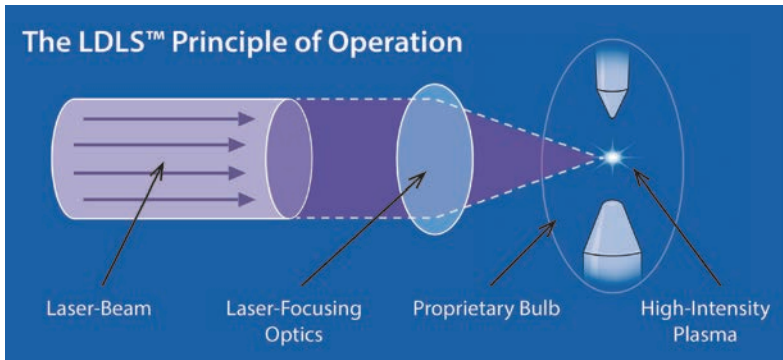 The LDLS™ Principle of Operation
Laser-Beam
Laser-Focusing
Optics
Proprietary Bulb
High-Intensity
Plasma